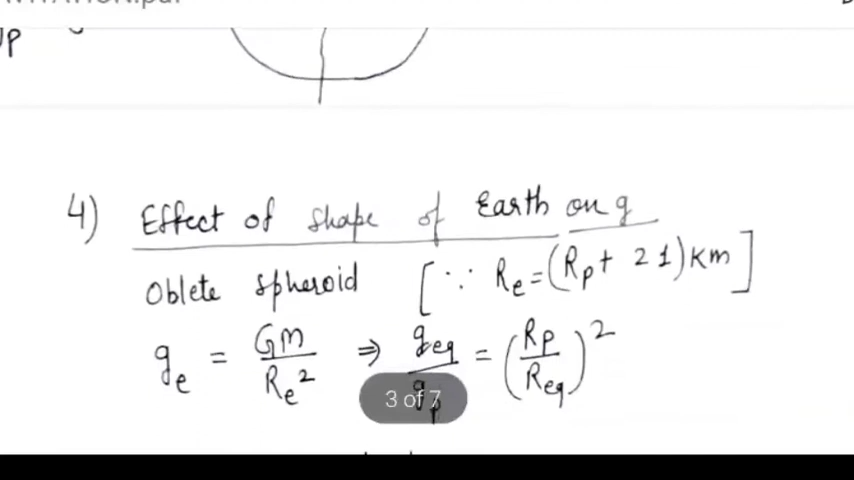 up
4) Effect of shape of Earth on g
Oblete spheroid [∵ Re = (Rp + 21) Km]
ge = GM / Re² ⇒ geq / gp = (Rp / Req)²
3 of 7